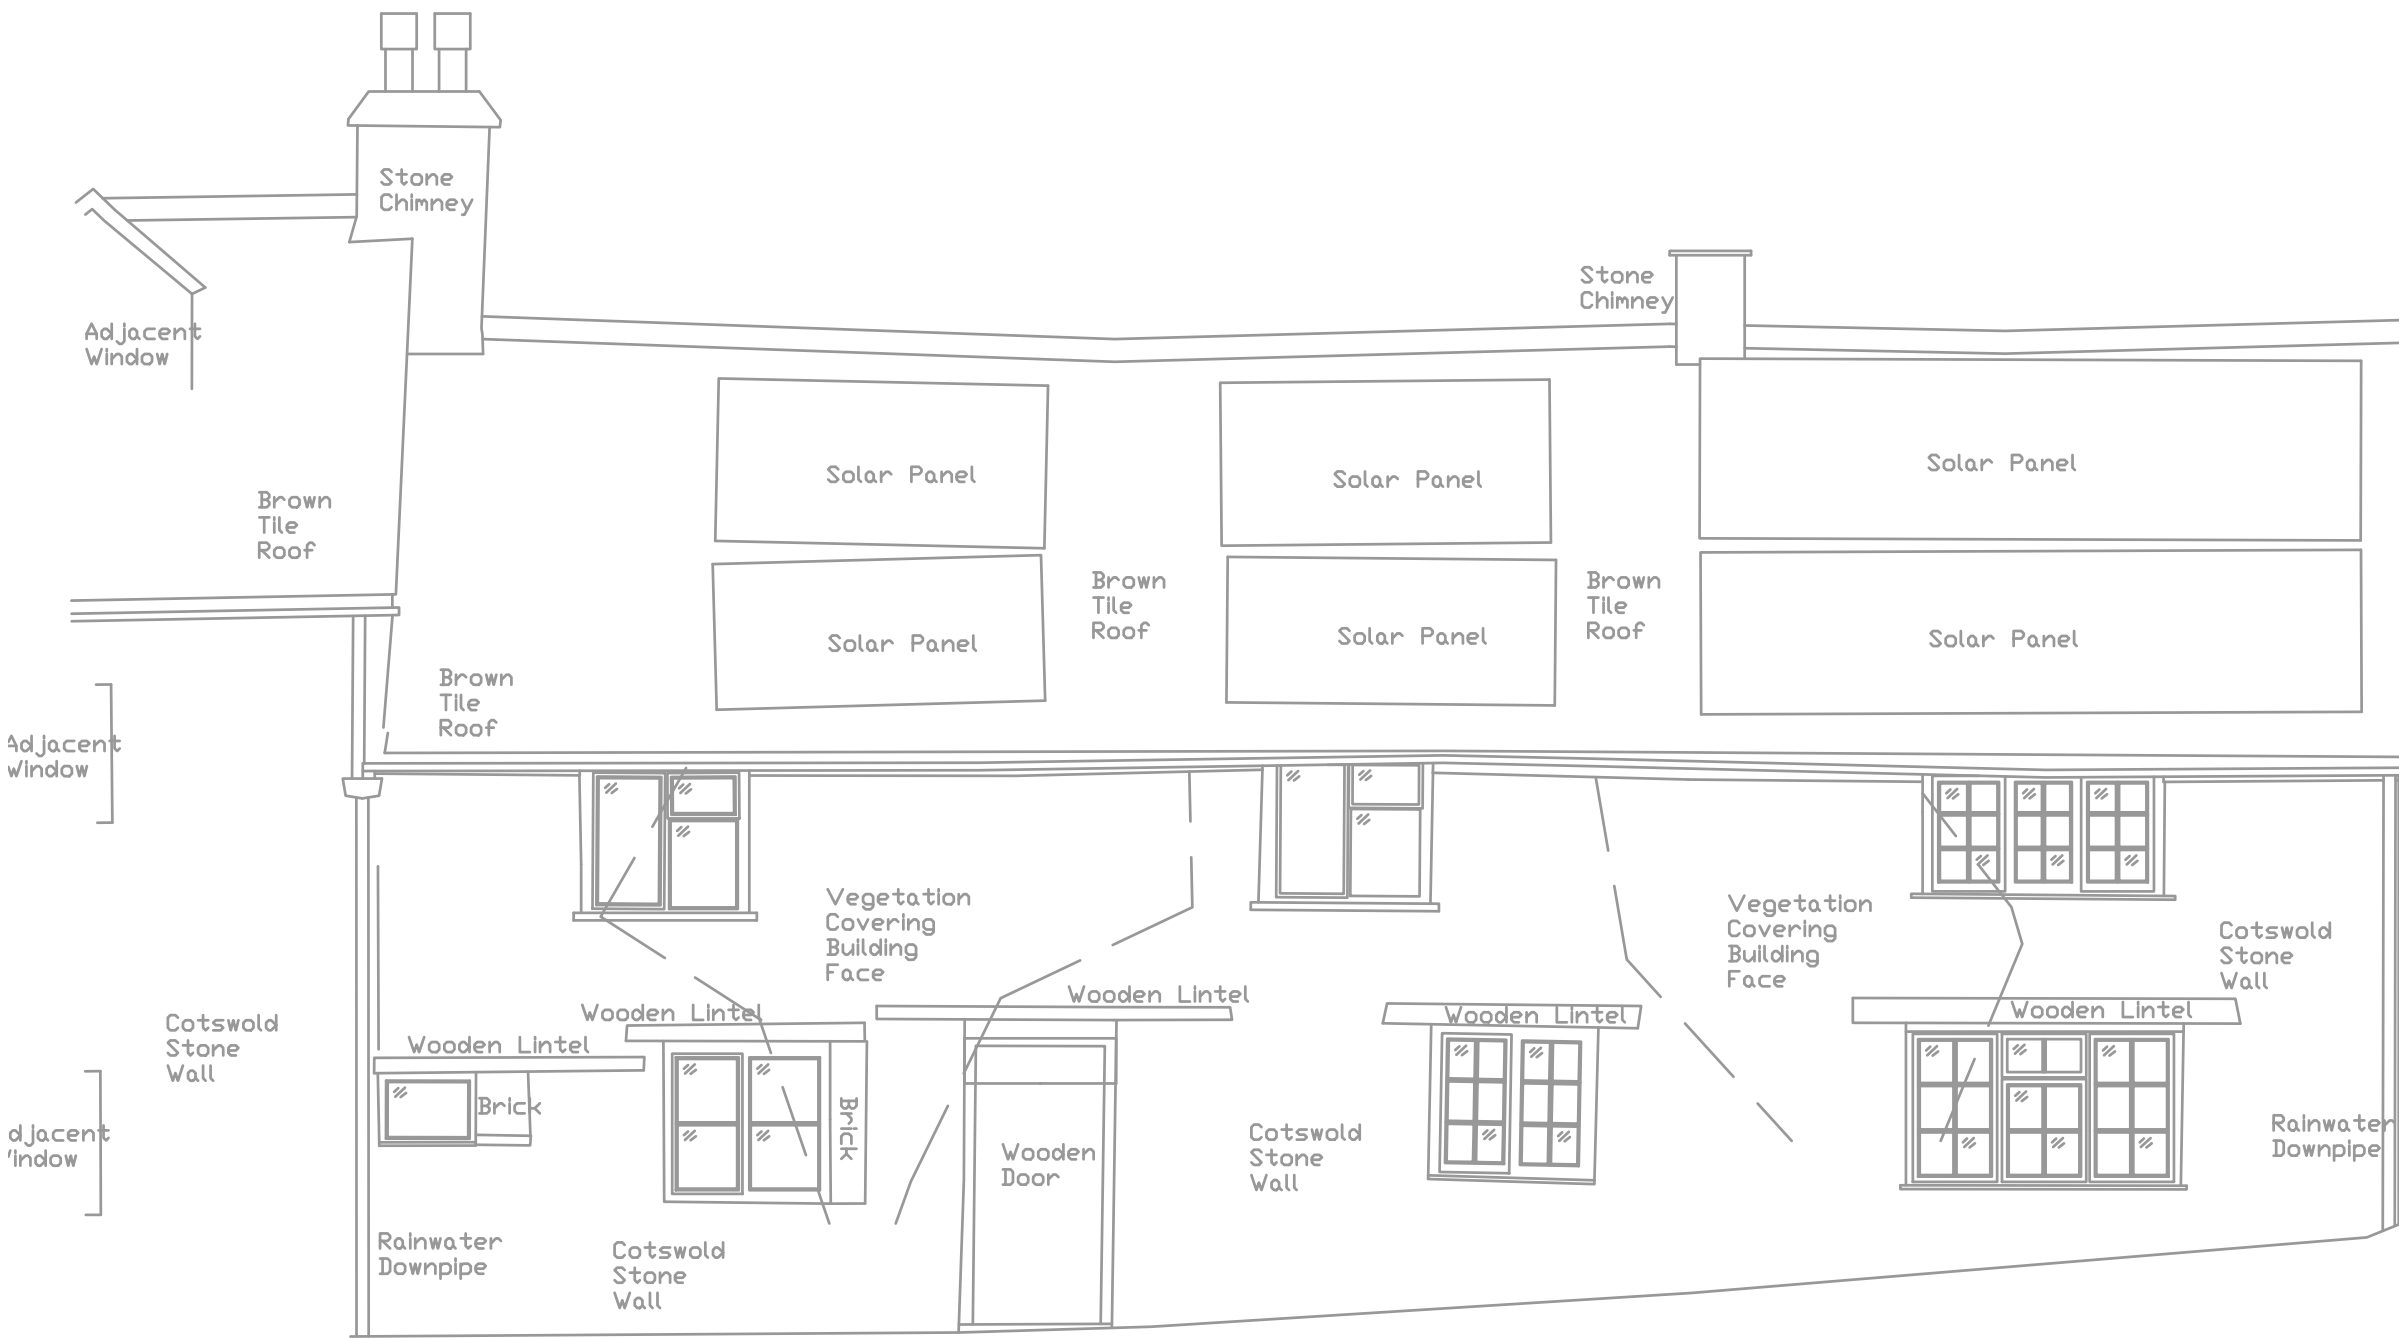 Stone
Chimney
Stone
Chimney
Adjacent
Window
Solar Panel
Solar Panel
Solar Panel
Brown
Tile
Roof
Brown
Tile
Roof
Brown
Tile
Roof
Solar Panel
Solar Panel
Solar Panel
Brown
Tile
Roof
Adjacent
Window
Vegetation
Covering
Building
Face
Vegetation
Covering
Building
Face
Cotswold
Stone
Wall
Wooden Lintel
Wooden Lintel
Wooden Lintel
Wooden Lintel
Wooden Lintel
Cotswold
Stone
Wall
Brick
Brick
djacent
indow
Wooden
Door
Cotswold
Stone
Wall
Rainwater
Downpipe
Rainwater
Downpipe
Cotswold
Stone
Wall